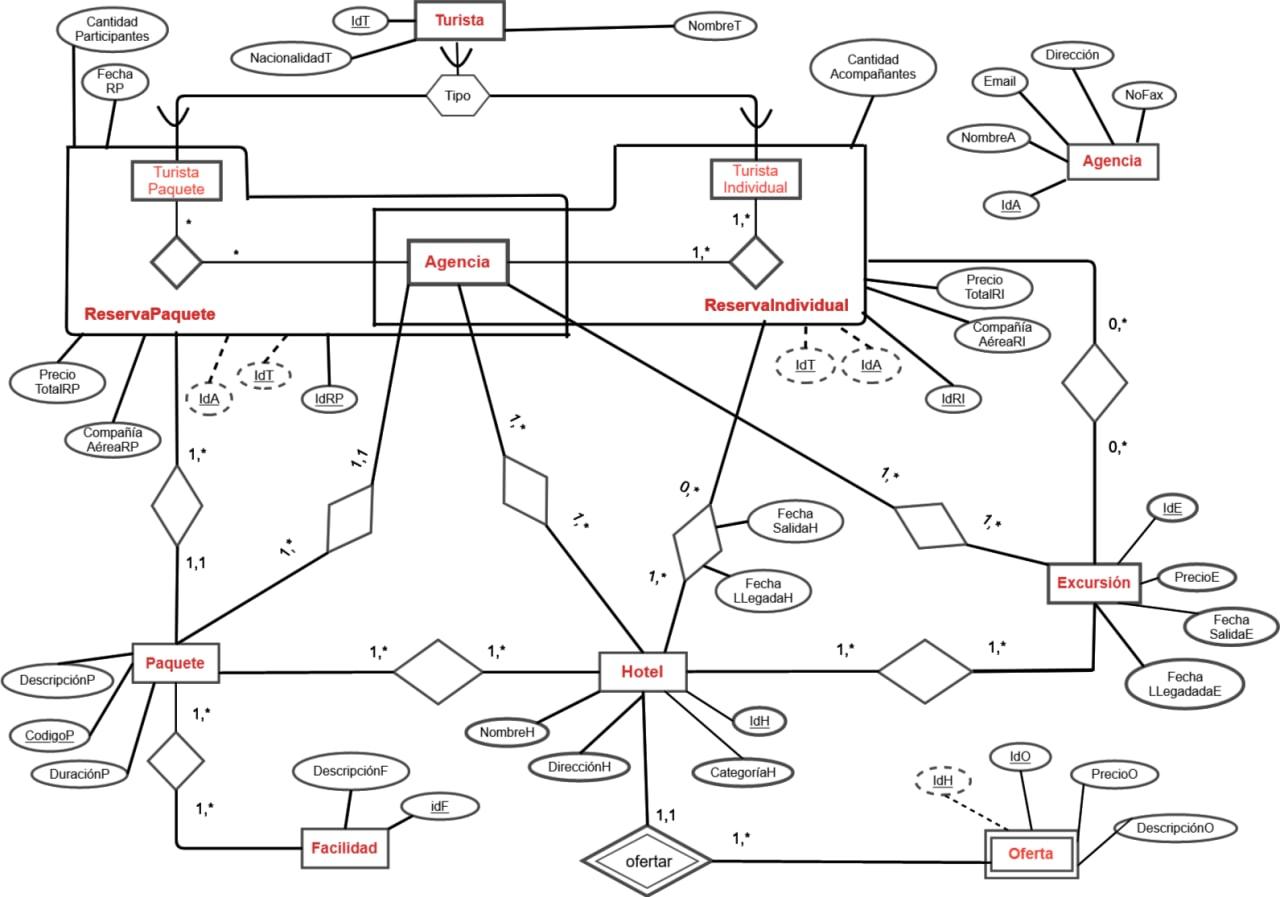 Cantidad
Participantes
IdT
Turista
NombreT
NacionalidadT
Fecha
RP
Tipo
Cantidad
Acompañantes
Dirección
Email
NoFax
NombreA
Agencia
IdA
Turista
Paquete
Turista
Individual
*
1,*
*
Agencia
1,*
ReservaPaquete
ReservaIndividual
Precio
TotalRI
Compañía
AéreaRI
0,*
Precio
TotalRP
IdA
IdT
IdRP
IdT
IdA
IdRI
Compañía
AéreaRP
1,*
1,1
1,*
1,*
0,*
0,*
1,*
1,*
1,*
1,*
1,1
Fecha
SalidaH
1,*
Fecha
LLegadaH
IdE
Excursión
PrecioE
Fecha
SalidaE
Fecha
LLegadadaE
Paquete
1,*
1,*
Hotel
1,*
1,*
DescripciónP
CodigoP
DuraciónP
1,*
1,*
NombreH
DirecciónH
IdH
CategoríaH
DescripciónF
idF
Facilidad
1,1
ofertar
1,*
IdH
IdO
PrecioO
DescripciónO
Oferta